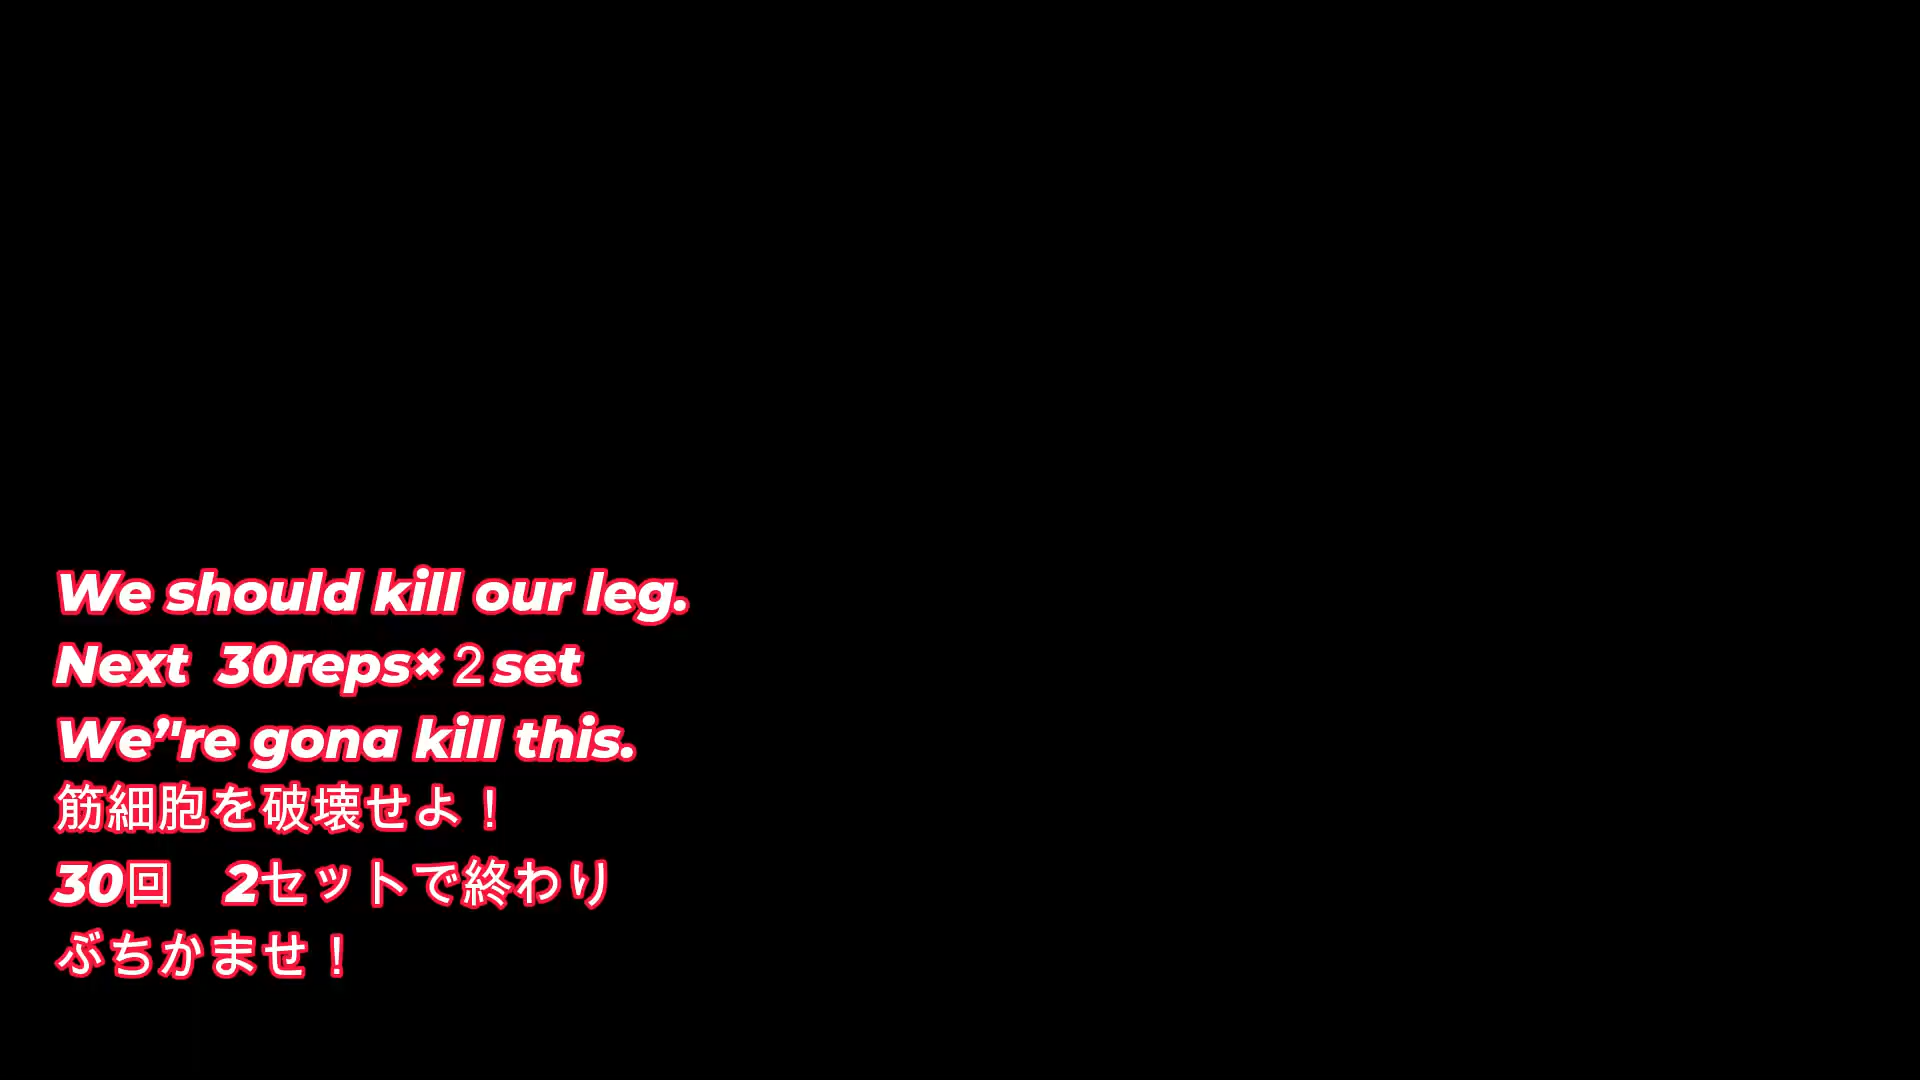 We should kill our leg.
Next  30reps×２set
We’'re gona kill this.
筋細胞を破壊せよ！
30回　2セットで終わり
ぶちかませ！